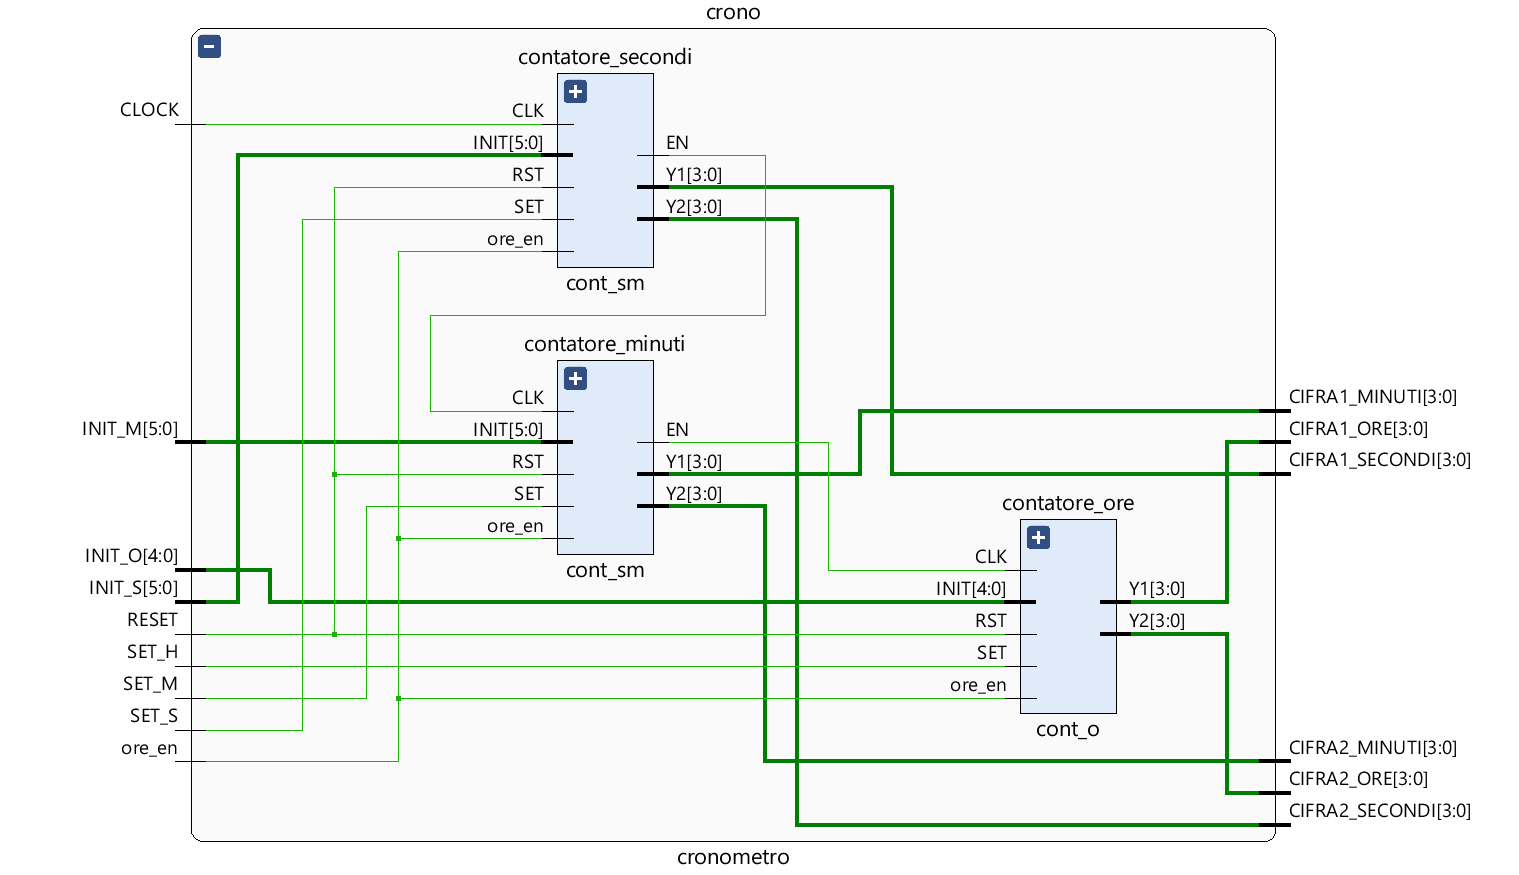 crono
contatore_secondi
CLOCK
CLK
INIT[5:0]
RST
SET
ore_en
EN
Y1[3:0]
Y2[3:0]
cont_sm
contatore_minuti
CLK
INIT[5:0]
RST
SET
ore_en
EN
Y1[3:0]
Y2[3:0]
cont_sm
INIT_M[5:0]
INIT_O[4:0]
INIT_S[5:0]
RESET
SET_H
SET_M
SET_S
ore_en
contatore_ore
CLK
INIT[4:0]
RST
SET
ore_en
Y1[3:0]
Y2[3:0]
cont_o
CIFRA1_MINUTI[3:0]
CIFRA1_ORE[3:0]
CIFRA1_SECONDI[3:0]
CIFRA2_MINUTI[3:0]
CIFRA2_ORE[3:0]
CIFRA2_SECONDI[3:0]
cronometro